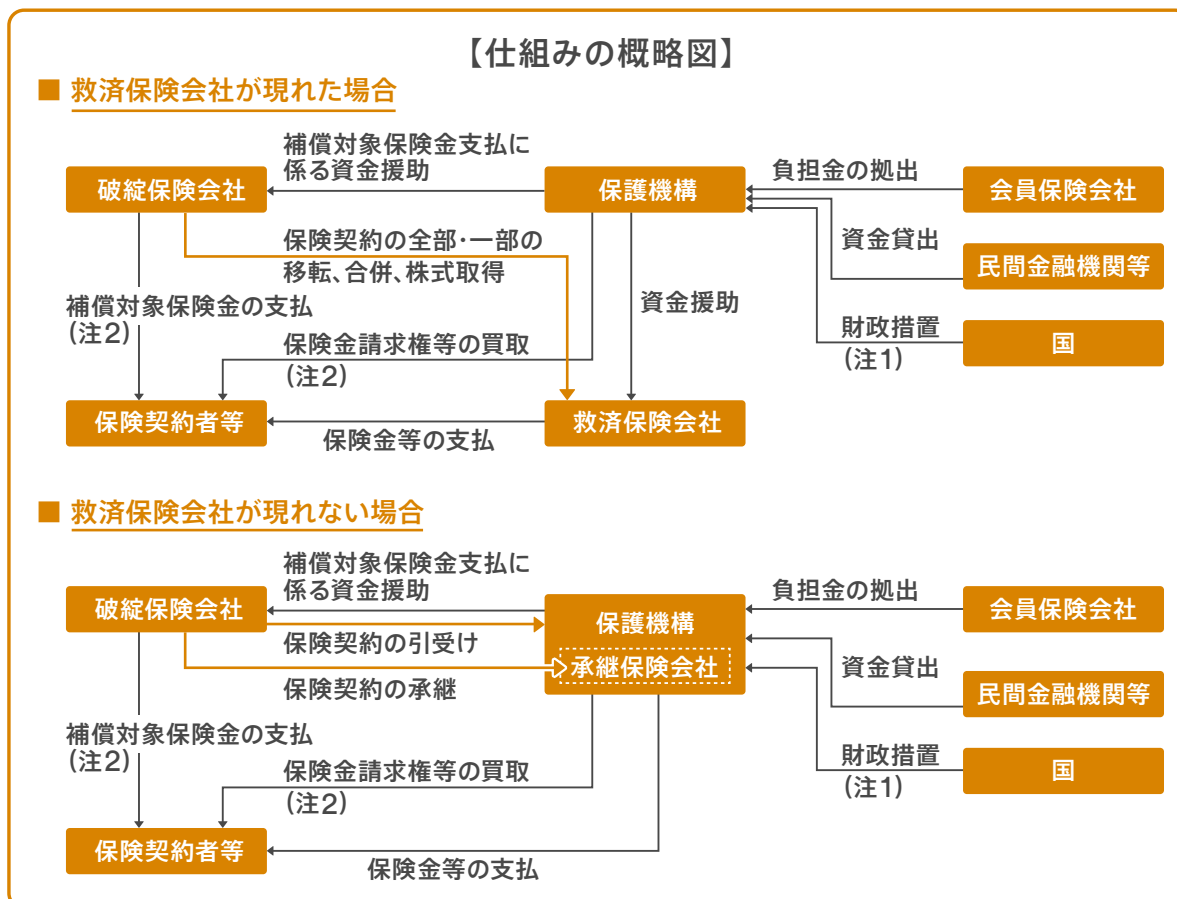 【仕組みの概略図】
■ 救済保険会社が現れた場合
補償対象保険金支払に
係る資金援助
破綻保険会社
保護機構
負担金の拠出
会員保険会社
保険契約の全部・一部の
移転、合併、株式取得
資金貸出
民間金融機関等
補償対象保険金の支払
(注2)
資金援助
財政措置
(注1)
国
保険金請求権等の買取
(注2)
保険契約者等
保険金等の支払
救済保険会社
■ 救済保険会社が現れない場合
補償対象保険金支払に
係る資金援助
破綻保険会社
保護機構
負担金の拠出
会員保険会社
保険契約の引受け
承継保険会社
資金貸出
保険契約の承継
民間金融機関等
補償対象保険金の支払
(注2)
財政措置
(注1)
国
保険金請求権等の買取
(注2)
保険契約者等
保険金等の支払